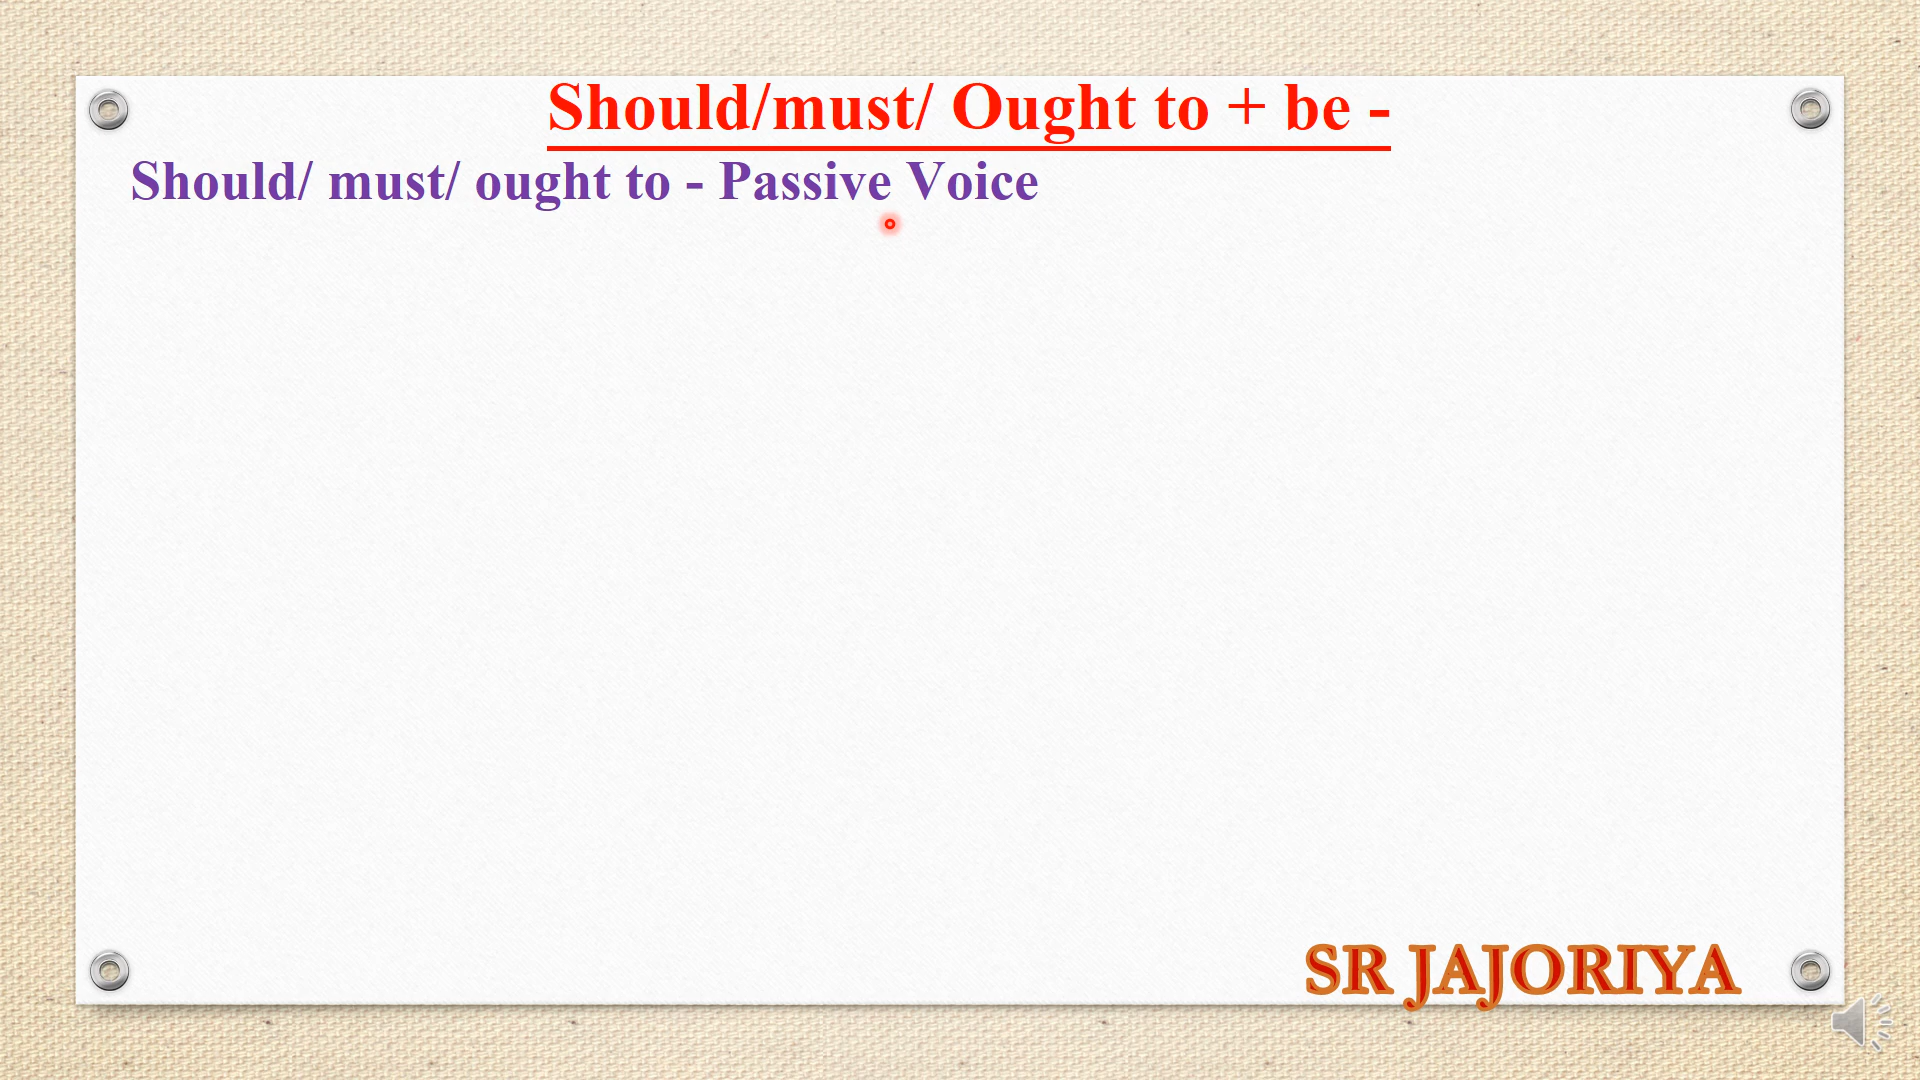 Should/must/ Ought to + be -
Should/ must/ ought to - Passive Voice
SR JAJORIYA